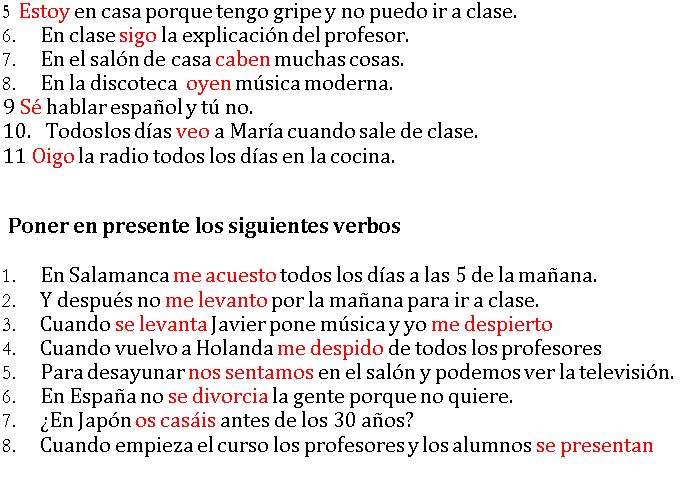 5 Estoy en casa porque tengo gripe y no puedo ir a clase.
6. En clase sigo la explicación del profesor.
7. En el salón de casa caben muchas cosas.
8. En la discoteca oyen música moderna.
9 Sé hablar español y tú no.
10. Todoslos días veo a María cuando sale de clase.
11 Oigo la radio todos los días en la cocina.
Poner en presente los siguientes verbos
1. En Salamanca me acuesto todos los días a las 5 de la mañana.
2. Y después no me levanto por la mañana para ir a clase.
3. Cuando se levanta Javier pone música y yo me despierto
4. Cuando vuelvo a Holanda me despido de todos los profesores
5. Para desayunar nos sentamos en el salón y podemos ver la televisión.
6. En España no se divorcia la gente porque no quiere.
7. ¿En Japón os casáis antes de los 30 años?
8. Cuando empieza el curso los profesores y los alumnos se presentan